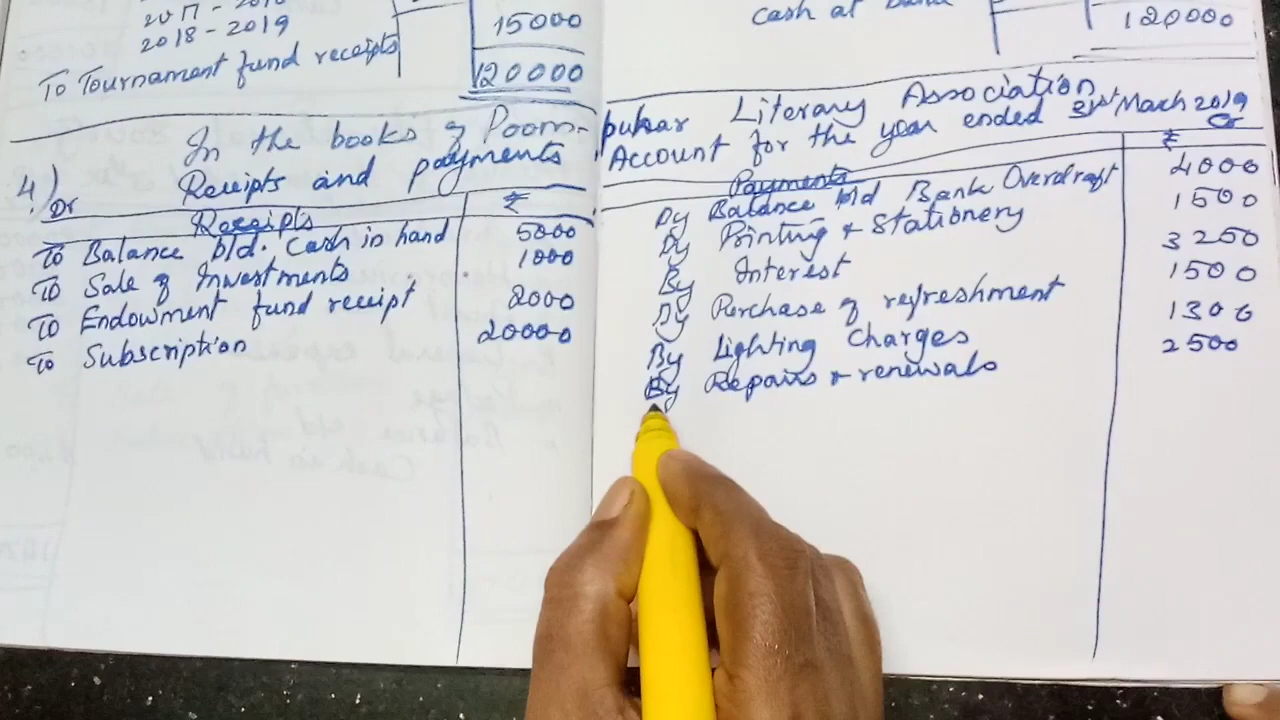 2018 - 2019
15000
To Tournament fund receipts
120000
Cash at
120000
In the books of Poom-
puhar Literary Association
4) Receipts and payments
Account for the year ended 31st March 2019
Dr
Receipts ₹
To Balance b/d. Cash in hand 5000
To Sale of Investments 1000
To Endowment fund receipt 2000
To Subscription 20000
Cr
Payments ₹
By Balance b/d Bank Overdraft 4000
By Printing & Stationery 1500
By Interest 3250
By Purchase of refreshment 1500
By Lighting Charges 1300
By Repairs & renewals 2500